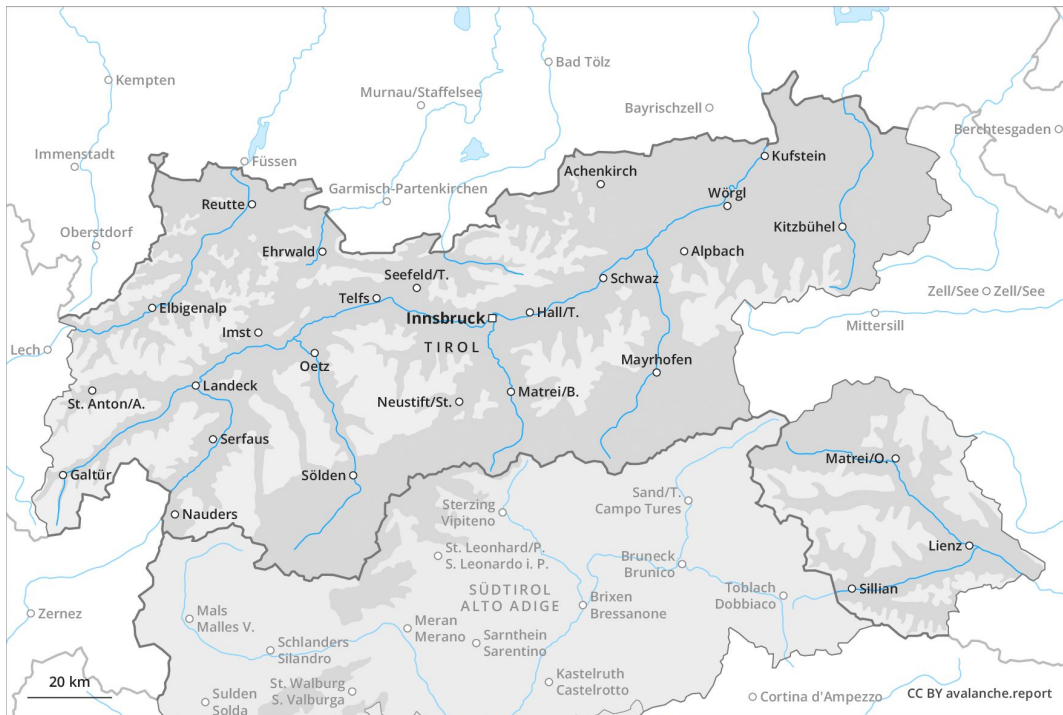 Kempten
Bad Tölz
Murnau/Staffelsee
Bayrischzell
Berchtesgaden
Immenstadt
Füssen
Kufstein
Achenkirch
Garmisch-Partenkirchen
Wörgl
Reutte
Kitzbühel
Oberstdorf
Ehrwald
Alpbach
Seefeld/T.
Schwaz
Zell/See
Zell/See
Telfs
Elbigenalp
Innsbruck
Hall/T.
Mittersill
Imst
TIROL
Lech
Oetz
Mayrhofen
Landeck
St. Anton/A.
Neustift/St.
Matrei/B.
Serfaus
Matrei/O.
Galtür
Sölden
Sand/T.
Campo Tures
Sterzing
Vipiteno
Nauders
Lienz
St. Leonhard/P.
S. Leonardo i. P.
Bruneck
Brunico
SÜDTIROL
ALTO ADIGE
Sillian
Toblach
Dobbiaco
Brixen
Bressanone
Zernez
Mals
Malles V.
Meran
Merano
Sarnthein
Sarentino
Schlanders
Silandro
20 km
St. Walburg
S. Valburga
Kastelruth
Castelrotto
Sulden
Solda
Cortina d'Ampezzo
CC BY avalanche.report